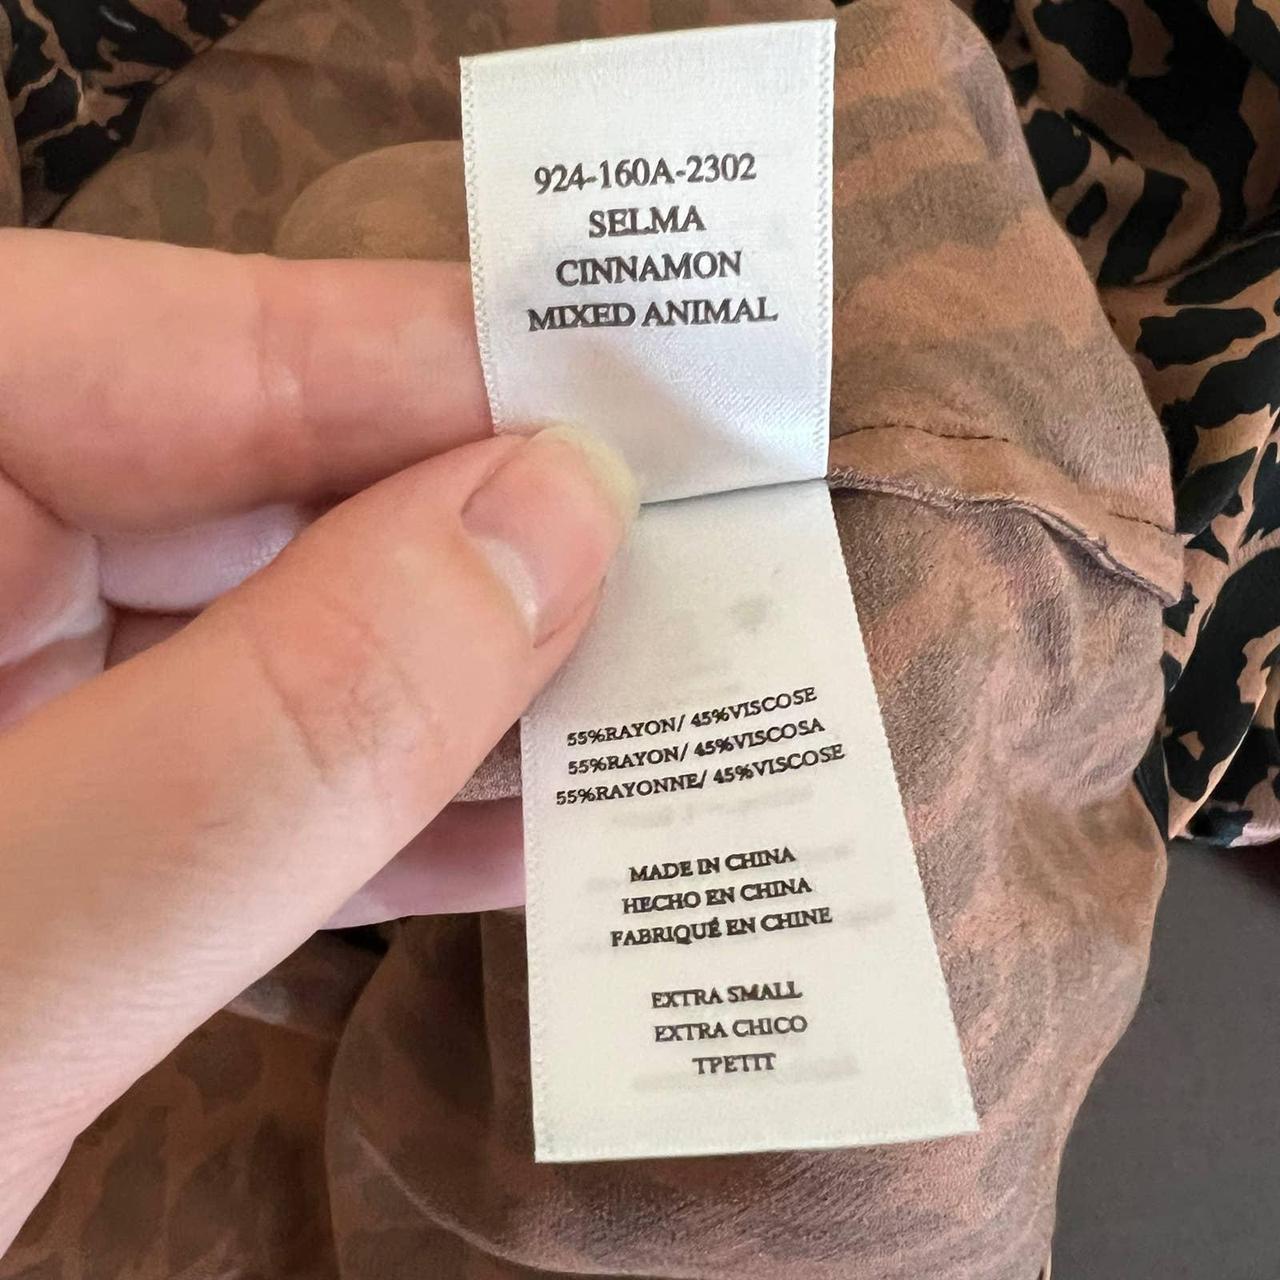 924-160A-2302
SELMA
CINNAMON
MIXED ANIMAL
55%RAYON/ 45%VISCOSE
55%RAYON/ 45%VISCOSA
55%RAYONNE/ 45%VISCOSE
MADE IN CHINA
HECHO EN CHINA
FABRIQUÉ EN CHINE
EXTRA SMALL
EXTRA CHICO
TPETIT